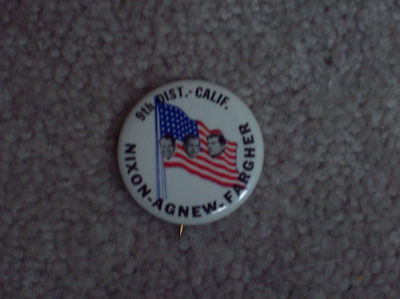 9th DIST.-CALIF.
NIXON-AGNEW-FARGHER